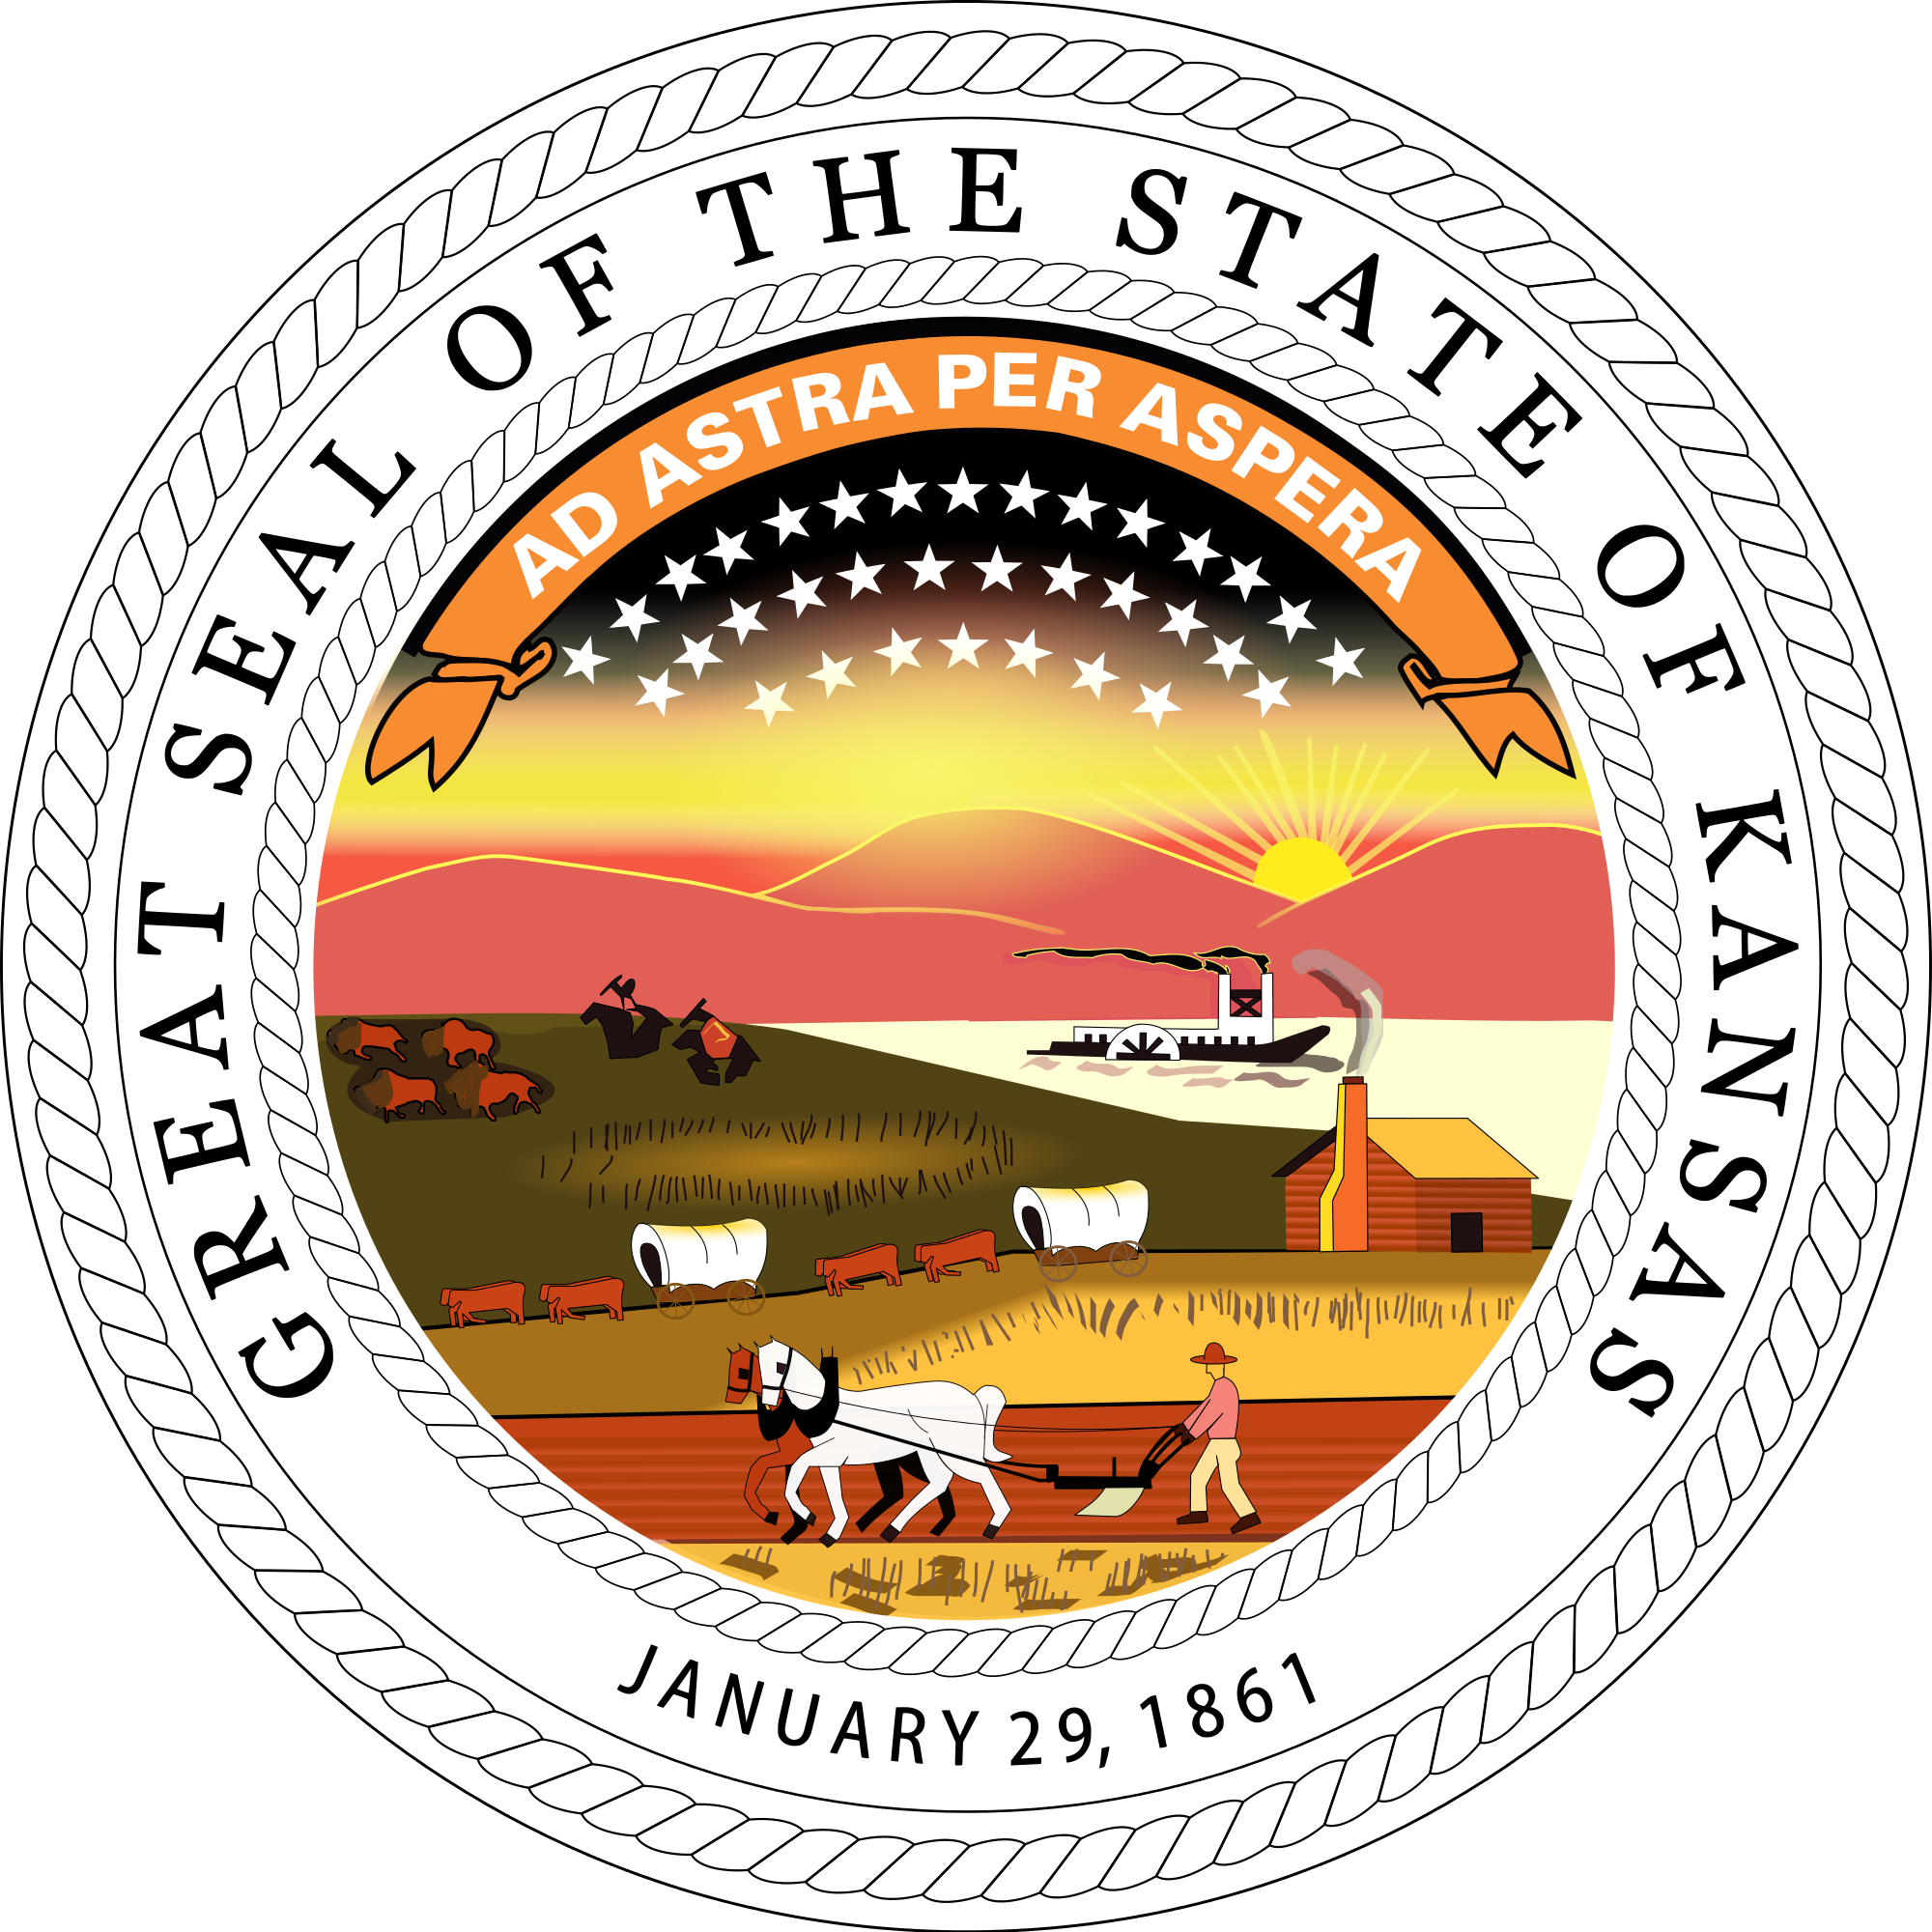 GREAT SEAL OF THE STATE OF KANSAS
AD ASTRA PER ASPERA
JANUARY 29, 1861